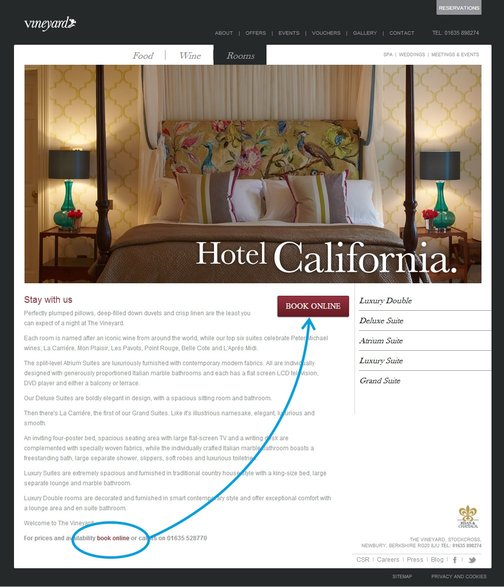 RESERVATIONS
vineyard
ABOUT | OFFERS | EVENTS | VOUCHERS | GALLERY | CONTACT TEL: 01635 898274
Food | Wine Rooms
SPA | WEDDINGS | MEETINGS & EVENTS
Hotel California.
Stay with us
BOOK ONLINE
Perfectly plumped pillows, deep-filled down duvets and crisp linen are the least you
can expect of a night at The Vineyard.
Each room is named after an iconic wine from around the world, while our top six suites celebrate Peter Michael
wines; La Carrière, Mon Plaisir, Les Pavots, Point Rouge, Belle Cote and L'Après Midi.
The split-level Atrium Suites are luxuriously furnished with contemporary modern fabrics. All are individually
designed with generously proportioned Italian marble bathrooms and each has a flat screen LCD television,
DVD player and either a balcony or terrace.
Our Deluxe Suites are boldly elegant in design, with a spacious sitting room and bathroom.
Then there's La Carrière, the first of our Grand Suites. Like it's illustrious namesake, elegant, luxurious and
smooth.
An inviting four-poster bed, spacious seating area with large flat-screen TV and a writing desk are
complemented with specially woven fabrics, while the individually crafted Italian marble bathroom boasts a
freestanding bath, large separate shower, slippers, soft robes and luxurious toiletries.
Luxury Suites are extremely spacious and furnished in traditional country house style with a king-size bed, large
separate lounge and marble bathroom.
Luxury Double rooms are decorated and furnished in smart contemporary style and offer exceptional comfort with
a lounge area and en suite bathroom.
Welcome to The Vineyard
For prices and availability book online or call us on 01635 528770
Luxury Double
Deluxe Suite
Atrium Suite
Luxury Suite
Grand Suite
RELAIS &
CHATEAUX
THE VINEYARD, STOCKCROSS,
NEWBURY, BERKSHIRE RG20 8JU TEL: 01635 898274
CSR | Careers | Press | Blog |
SITEMAP PRIVACY AND COOKIES